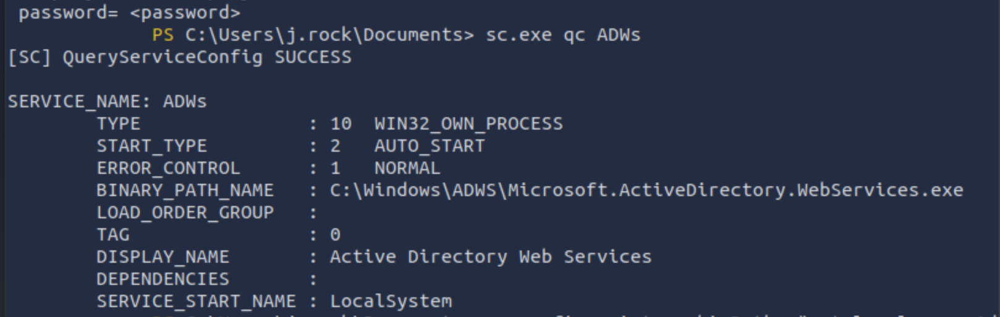 password= <password>
PS C:\Users\j.rock\Documents> sc.exe qc ADWs
[SC] QueryServiceConfig SUCCESS
SERVICE_NAME: ADWs
TYPE : 10 WIN32_OWN_PROCESS
START_TYPE : 2 AUTO_START
ERROR_CONTROL : 1 NORMAL
BINARY_PATH_NAME : C:\Windows\ADWS\Microsoft.ActiveDirectory.WebServices.exe
LOAD_ORDER_GROUP :
TAG : 0
DISPLAY_NAME : Active Directory Web Services
DEPENDENCIES :
SERVICE_START_NAME : LocalSystem